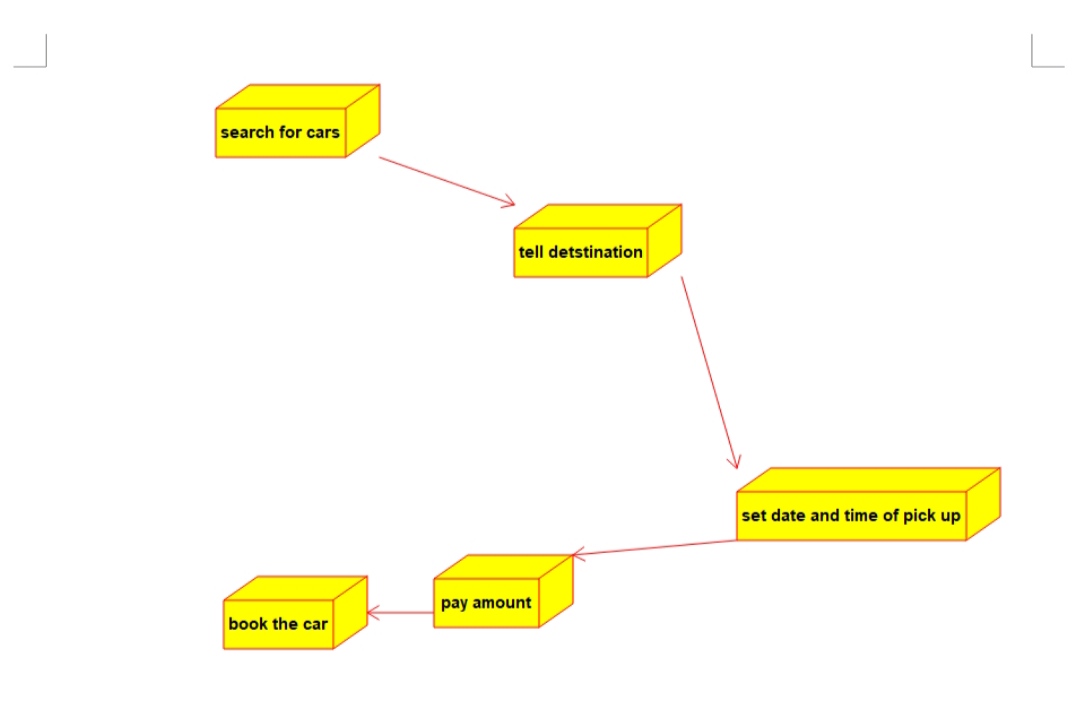 search for cars
tell detstination
set date and time of pick up
pay amount
book the car